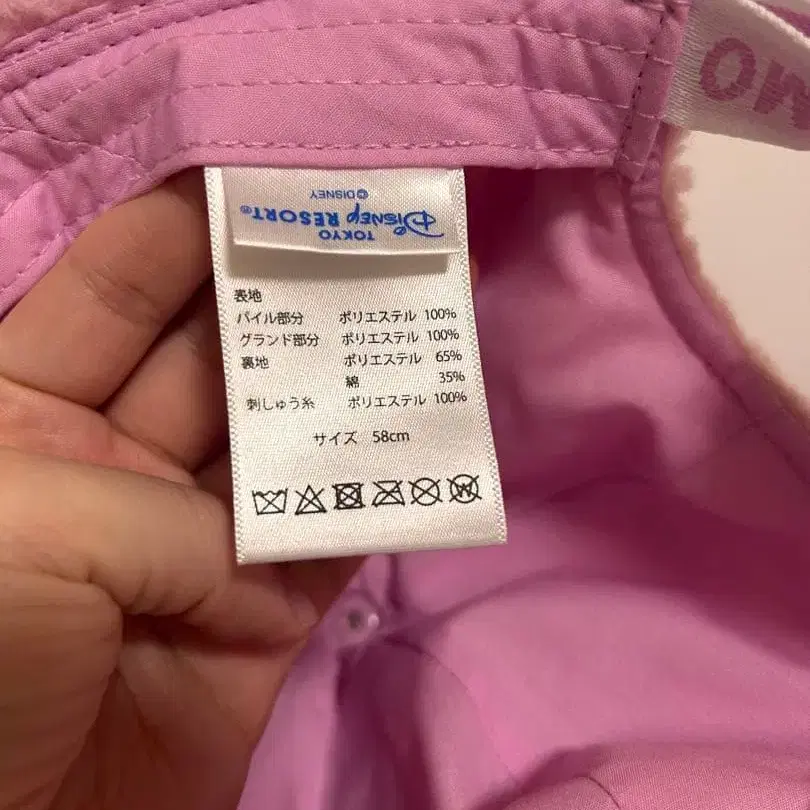 TOKYO
DISNEY RESORT®
© DISNEY
表地
パイル部分 ポリエステル 100%
グランド部分 ポリエステル 100%
裏地 ポリエステル 65%
綿 35%
刺しゅう糸 ポリエステル 100%
サイズ 58cm